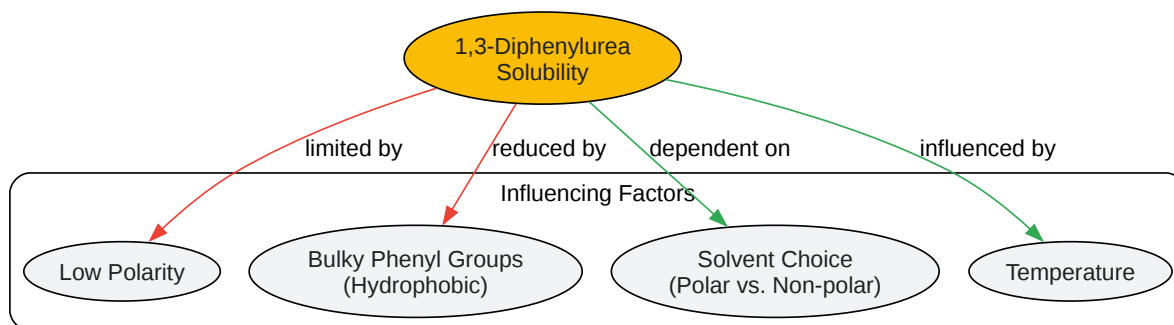 1,3-Diphenylurea
Solubility
limited by
reduced by
dependent on
influenced by
Influencing Factors
Low Polarity
Bulky Phenyl Groups
(Hydrophobic)
Solvent Choice
(Polar vs. Non-polar)
Temperature